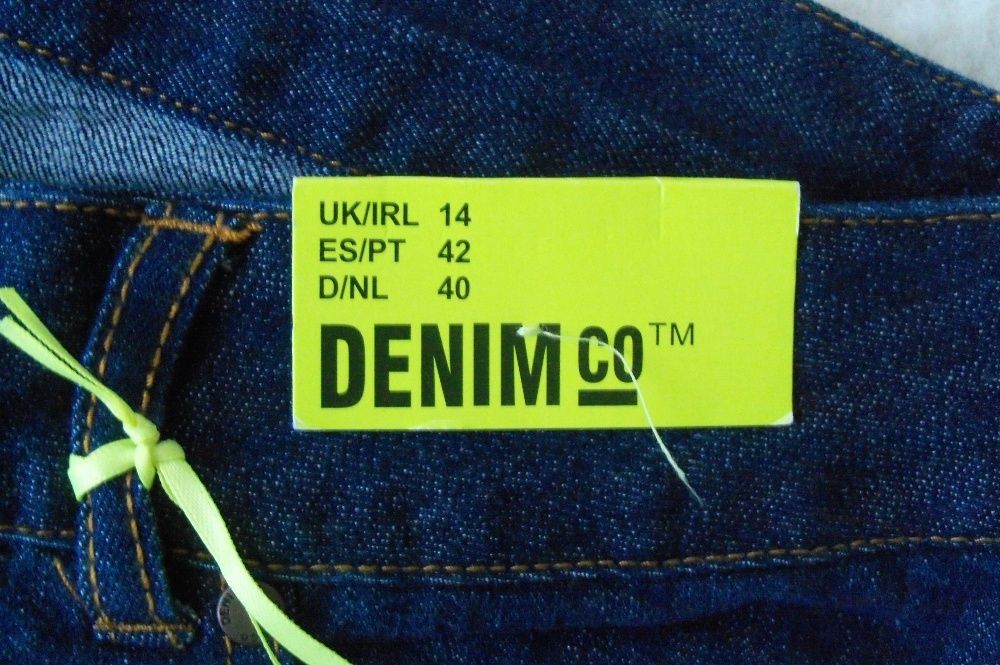 UK/IRL 14
ES/PT 42
D/NL 40
DENIM CO™